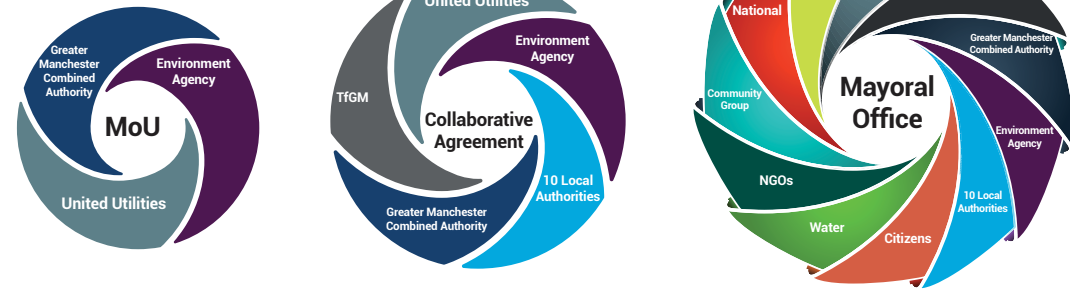 Greater
Manchester
Combined
Authority
Environment
Agency
MoU
United Utilities
United Utilities
Environment
Agency
TfGM
Collaborative
Agreement
10 Local
Authorities
Greater Manchester
Combined Authority
National
Greater Manchester
Combined Authority
Mayoral
Office
Community
Group
Environment
Agency
NGOs
10 Local
Authorities
Water
Citizens